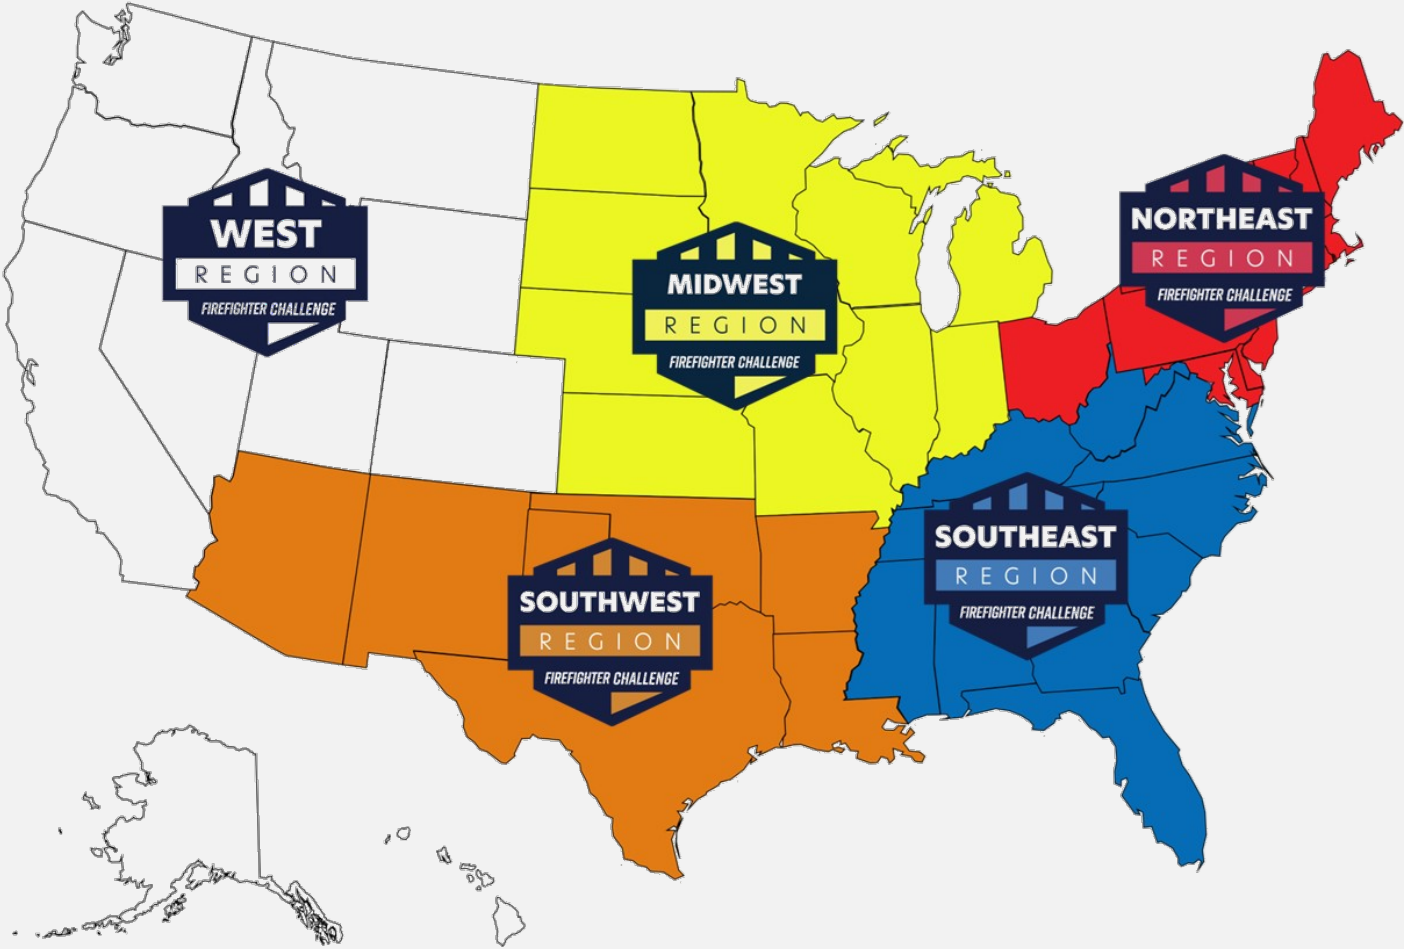 WEST
REGION
FIREFIGHTER CHALLENGE
MIDWEST
REGION
FIREFIGHTER CHALLENGE
NORTHEAST
REGION
FIREFIGHTER CHALLENGE
SOUTHWEST
REGION
FIREFIGHTER CHALLENGE
SOUTHEAST
REGION
FIREFIGHTER CHALLENGE